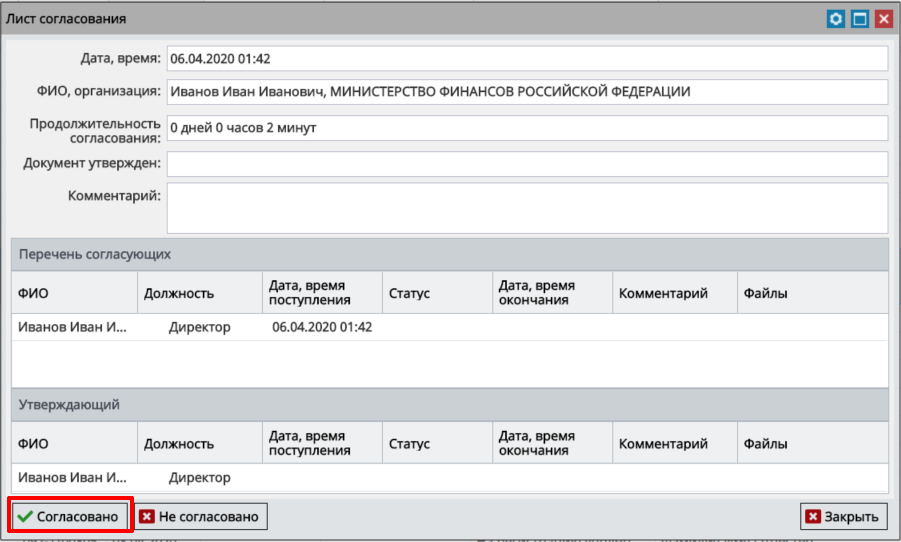 Лист согласования
Дата, время: 06.04.2020 01:42
ФИО, организация: Иванов Иван Иванович, МИНИСТЕРСТВО ФИНАНСОВ РОССИЙСКОЙ ФЕДЕРАЦИИ
Продолжительность
согласования: 0 дней 0 часов 2 минут
Документ утвержден:
Комментарий:
Перечень согласующих
ФИО Должность Дата, время поступления Статус Дата, время окончания Комментарий Файлы
Иванов Иван И... Директор 06.04.2020 01:42
Утверждающий
ФИО Должность Дата, время поступления Статус Дата, время окончания Комментарий Файлы
Иванов Иван И... Директор
Согласовано Не согласовано Закрыть